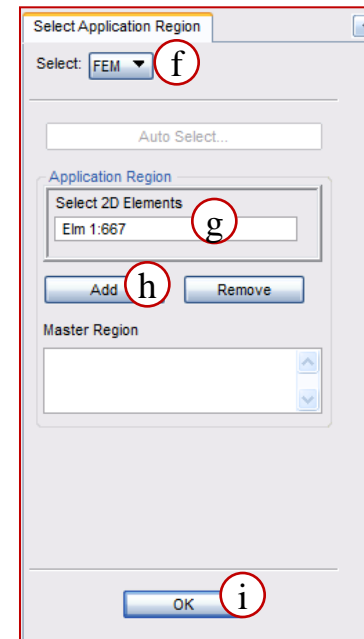 Select Application Region
Select: FEM f
Auto Select...
Application Region
Select 2D Elements
Elm 1:667 g
Add h Remove
Master Region
OK i